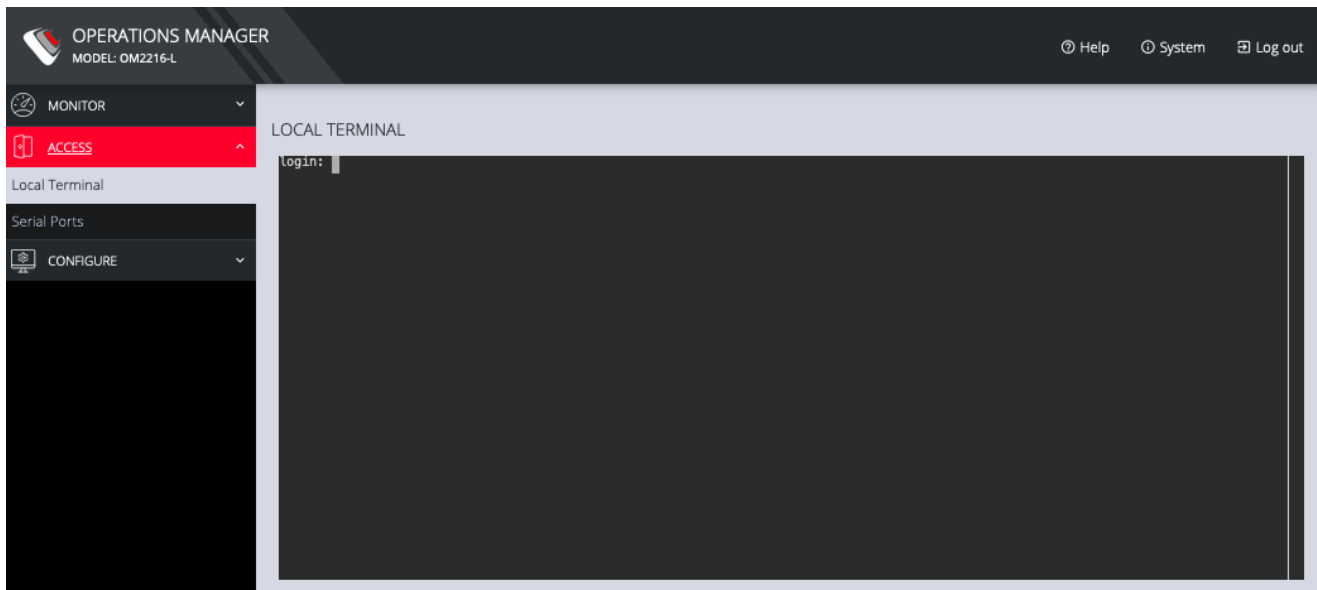 OPERATIONS MANAGER
MODEL: OM2216-L
Help
System
Log out
MONITOR
ACCESS
Local Terminal
Serial Ports
CONFIGURE
LOCAL TERMINAL
login: